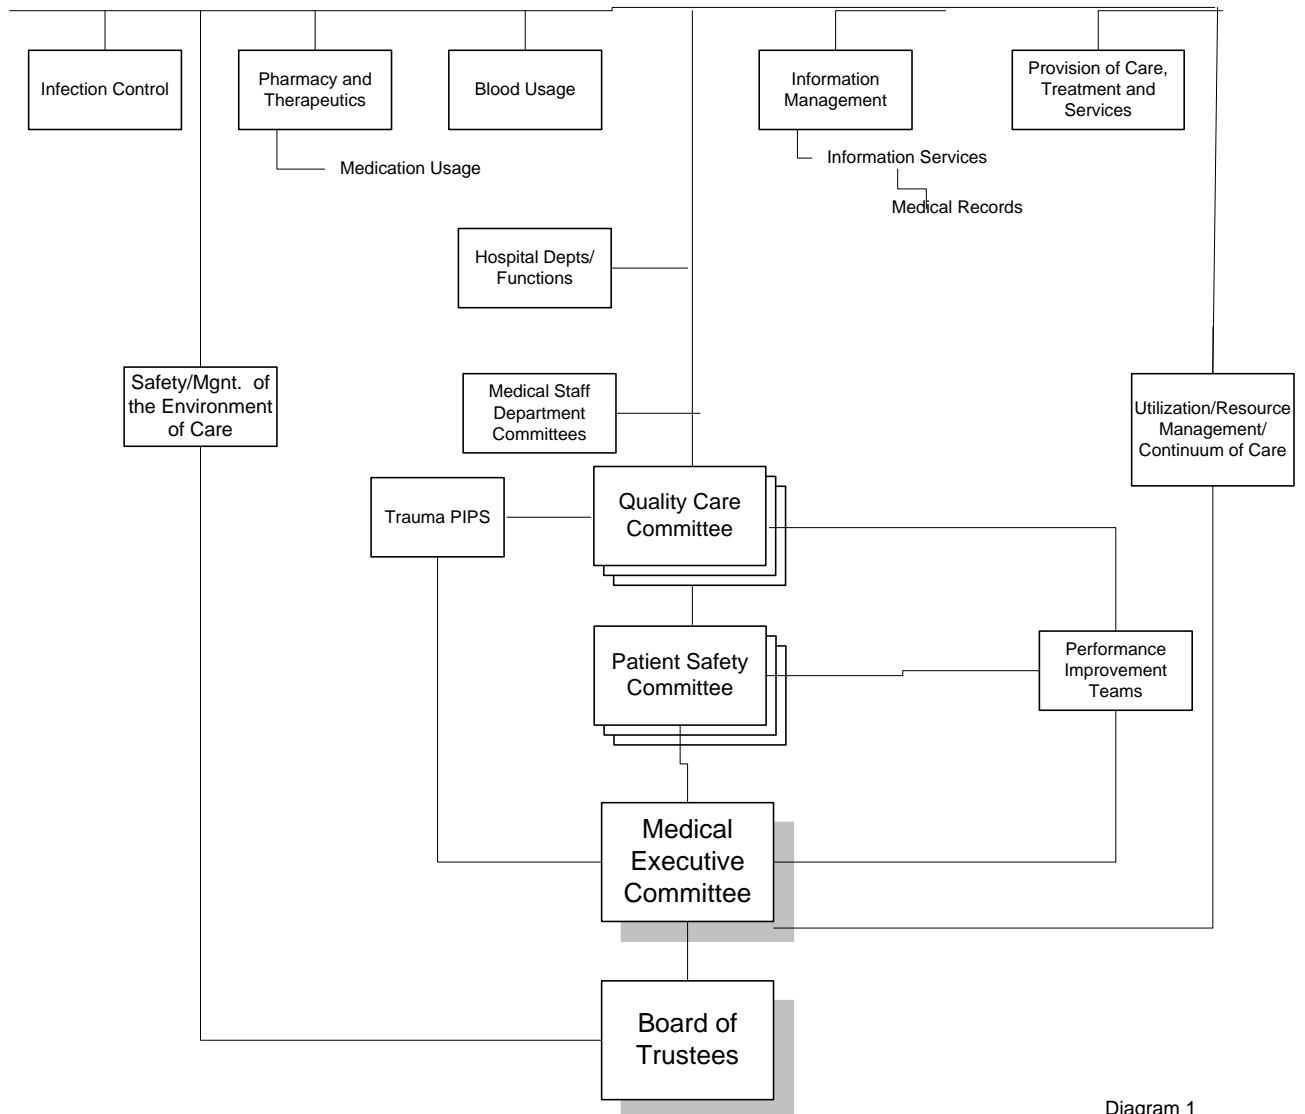 Infection Control
Pharmacy and
Therapeutics
Blood Usage
Information
Management
Provision of Care,
Treatment and
Services
Medication Usage
Information Services
Medical Records
Hospital Depts/
Functions
Safety/Mgnt. of
the Environment
of Care
Medical Staff
Department
Committees
Utilization/Resource
Management/
Continuum of Care
Trauma PIPS
Quality Care
Committee
Patient Safety
Committee
Performance
Improvement
Teams
Medical
Executive
Committee
Board of
Trustees
Diagram 1